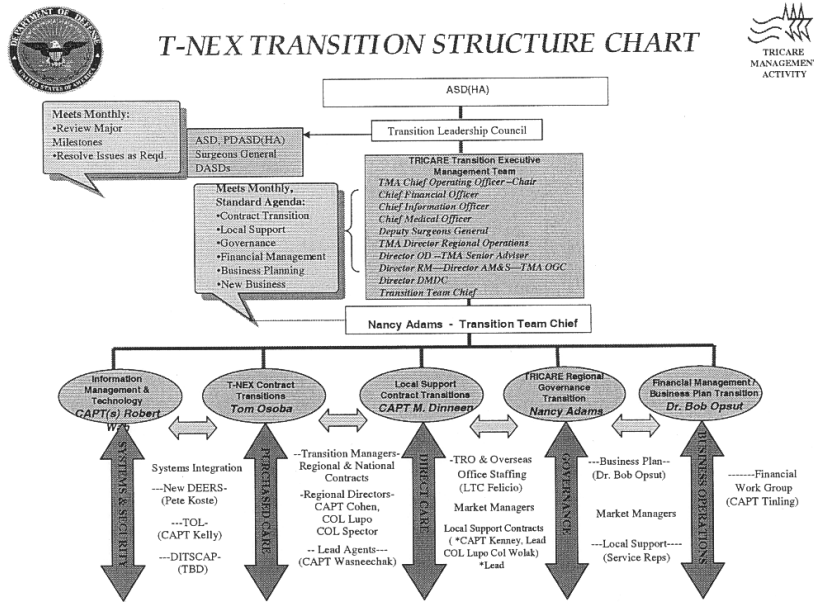 DEPARTMENT OF DEFENSE
UNITED STATES OF AMERICA
T-NEX TRANSITION STRUCTURE CHART
TRICARE
MANAGEMENT
ACTIVITY
ASD(HA)
Transition Leadership Council
Meets Monthly:
•Review Major
Milestones
•Resolve Issues as Reqd.
ASD, PDASD(HA)
Surgeons General
DASDs
TRICARE Transition Executive
Management Team
TMA Chief Operating Officer –Chair
Chief Financial Officer
Chief Information Officer
Chief Medical Officer
Deputy Surgeons General
TMA Director Regional Operations
Director OD –TMA Senior Advisor
Director RM—Director AM&S—TMA OGC
Director DMDC
Transition Team Chief
Meets Monthly,
Standard Agenda:
•Contract Transition
•Local Support
•Governance
•Financial Management
•Business Planning
•New Business
Nancy Adams - Transition Team Chief
Information
Management &
Technology
CAPT(s) Robert
T-NEX Contract
Transitions
Tom Osoba
Local Support
Contract Transitions
CAPT M. Dinneen
TRICARE Regional
Governance
Transition
Nancy Adams
Financial Management /
Business Plan Transition
Dr. Bob Opsut
SYSTEMS & SECURITY
Systems Integration
---New DEERS-
(Pete Koste)
---TOL-
(CAPT Kelly)
---DITSCAP-
(TBD)
PURCHASED CARE
--Transition Managers-
Regional & National
Contracts
-Regional Directors-
CAPT Cohen,
COL Lupo
COL Spector
-- Lead Agents---
(CAPT Wasneechak)
DIRECT CARE
-TRO & Overseas
Office Staffing
(LTC Felicio)
Market Managers
Local Support Contracts
( *CAPT Kenney, Lead
COL Lupo Col Wolak)
*Lead
GOVERNANCE
---Business Plan--
(Dr. Bob Opsut)
Market Managers
---Local Support----
(Service Reps)
BUSINESS OPERATIONS
-------Financial
Work Group
(CAPT Tinling)